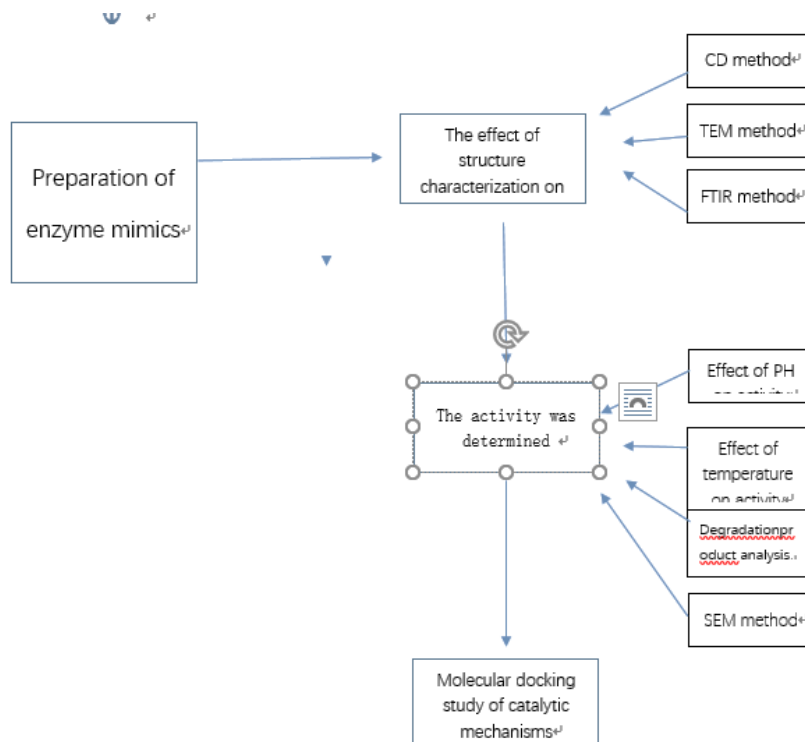 CD method
TEM method
FTIR method
The effect of
structure
characterization on
Preparation of
enzyme mimics
Effect of PH
on activity
The activity was
determined
Effect of
temperature
on activity
Degradationpr
oduct analysis.
SEM method
Molecular docking
study of catalytic
mechanisms